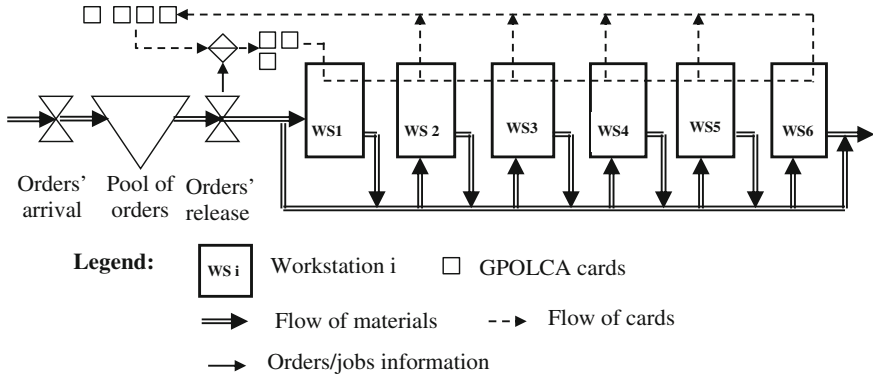 WS1
WS 2
WS3
WS4
WS5
WS6
Orders’ arrival
Pool of orders
Orders’ release
Legend:
WS i
Workstation i
GPOLCA cards
Flow of materials
Flow of cards
Orders/jobs information